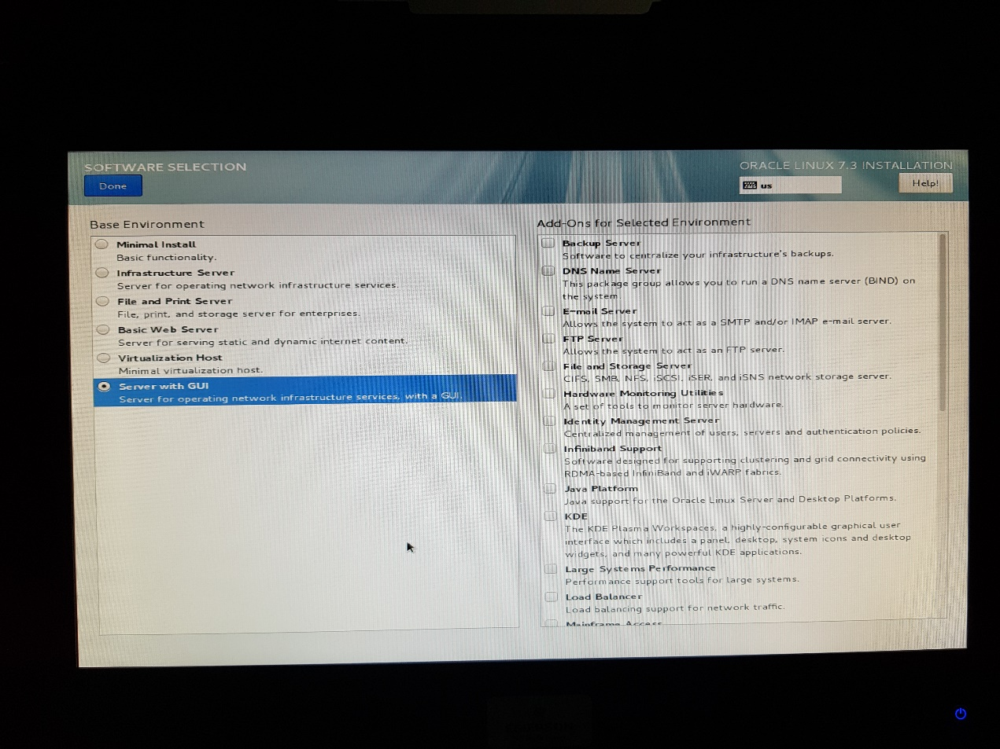 SOFTWARE SELECTION
ORACLE LINUX 7.3 INSTALLATION
Done
us
Help!
Base Environment
Minimal Install
Basic functionality.
Infrastructure Server
Server for operating network infrastructure services.
File and Print Server
File, print, and storage server for enterprises.
Basic Web Server
Server for serving static and dynamic internet content.
Virtualization Host
Minimal virtualization host.
Server with GUI
Server for operating network infrastructure services, with a GUI.
Add-Ons for Selected Environment
Backup Server
Software to centralize your infrastructure's backups.
DNS Name Server
This package group allows you to run a DNS name server (BIND) on
the system.
E-mail Server
Allows the system to act as a SMTP and/or IMAP e-mail server.
FTP Server
Allows the system to act as an FTP server.
File and Storage Server
CIFS, SMB, NFS, iSCSI, iSER, and iSNS network storage server.
Hardware Monitoring Utilities
A set of tools to monitor server hardware.
Identity Management Server
Centralized management of users, servers and authentication policies.
Infiniband Support
Software designed for supporting clustering and grid connectivity using
RDMA-based InfiniBand and iWARP fabrics.
Java Platform
Java support for the Oracle Linux Server and Desktop Platforms.
KDE
The KDE Plasma Workspaces, a highly-configurable graphical user
interface which includes a panel, desktop, system icons and desktop
widgets, and many powerful KDE applications.
Large Systems Performance
Performance support tools for large systems.
Load Balancer
Load balancing support for network traffic.
Mainframe Access